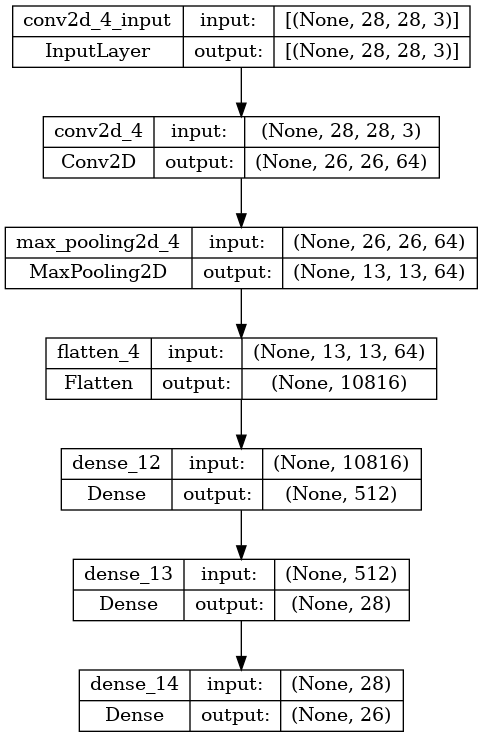 conv2d_4_input input: [(None, 28, 28, 3)]
InputLayer output: [(None, 28, 28, 3)]
conv2d_4 input: (None, 28, 28, 3)
Conv2D output: (None, 26, 26, 64)
max_pooling2d_4 input: (None, 26, 26, 64)
MaxPooling2D output: (None, 13, 13, 64)
flatten_4 input: (None, 13, 13, 64)
Flatten output: (None, 10816)
dense_12 input: (None, 10816)
Dense output: (None, 512)
dense_13 input: (None, 512)
Dense output: (None, 28)
dense_14 input: (None, 28)
Dense output: (None, 26)